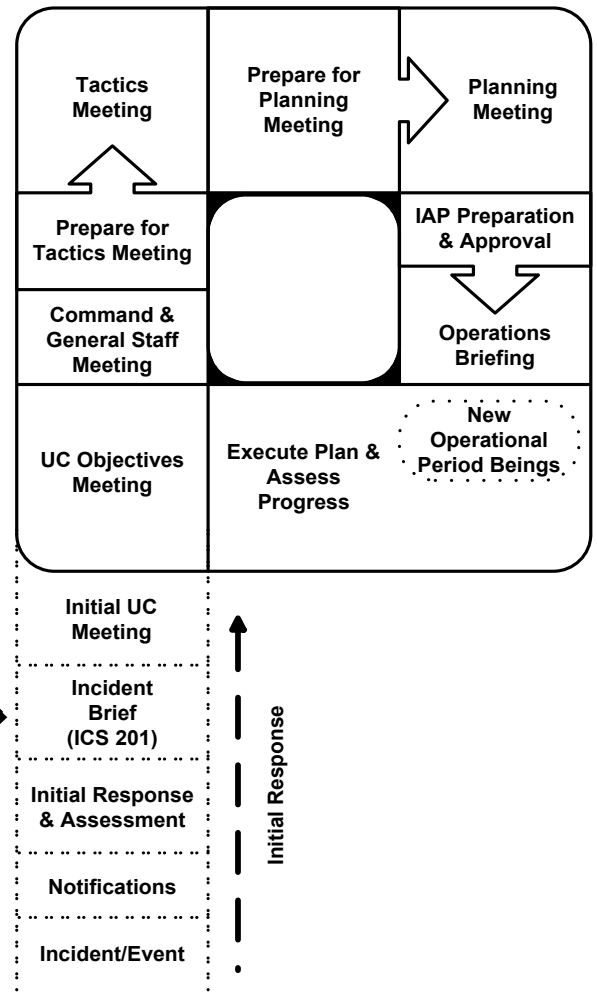 Tactics
Meeting
Prepare for
Planning
Meeting
Planning
Meeting
Prepare for
Tactics Meeting
IAP Preparation
& Approval
Command &
General Staff
Meeting
Operations
Briefing
UC Objectives
Meeting
Execute Plan &
Assess
Progress
New
Operational
Period Beings
Initial UC
Meeting
Incident
Brief
(ICS 201)
Initial Response
& Assessment
Notifications
Incident/Event
Initial Response